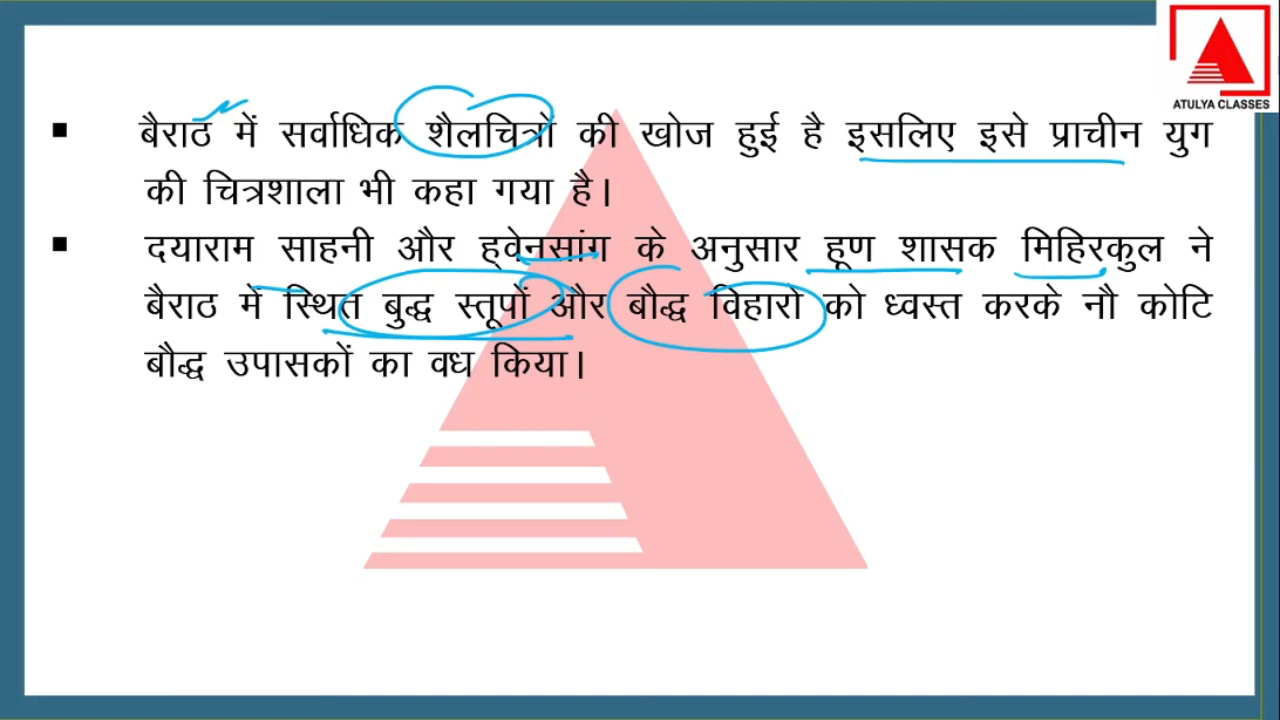 ATULYA CLASSES
▪ बैराठ में सर्वाधिक शैलचित्रो की खोज हुई है इसलिए इसे प्राचीन युग
की चित्रशाला भी कहा गया है।
▪ दयाराम साहनी और ह्वेनसांग के अनुसार हूण शासक मिहिरकुल ने
बैराठ में स्थित बुद्ध स्तूपों और बौद्ध विहारो को ध्वस्त करके नौ कोटि
बौद्ध उपासकों का वध किया।